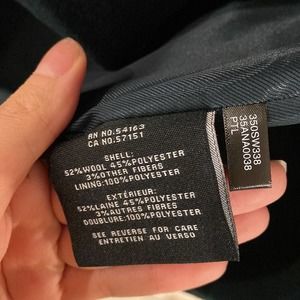 RN NO.54163
CA NO.57151
SHELL:
52%WOOL 45%POLYESTER
3%OTHER FIBERS
LINING:100%POLYESTER
EXTÉRIEUR:
52%LAINE 45%POLYESTER
3%AUTRES FIBRES
DOUBLURE:100%POLYESTER
SEE REVERSE FOR CARE
ENTRETIEN AU VERSO
350SW338
35ANA0038
PTL